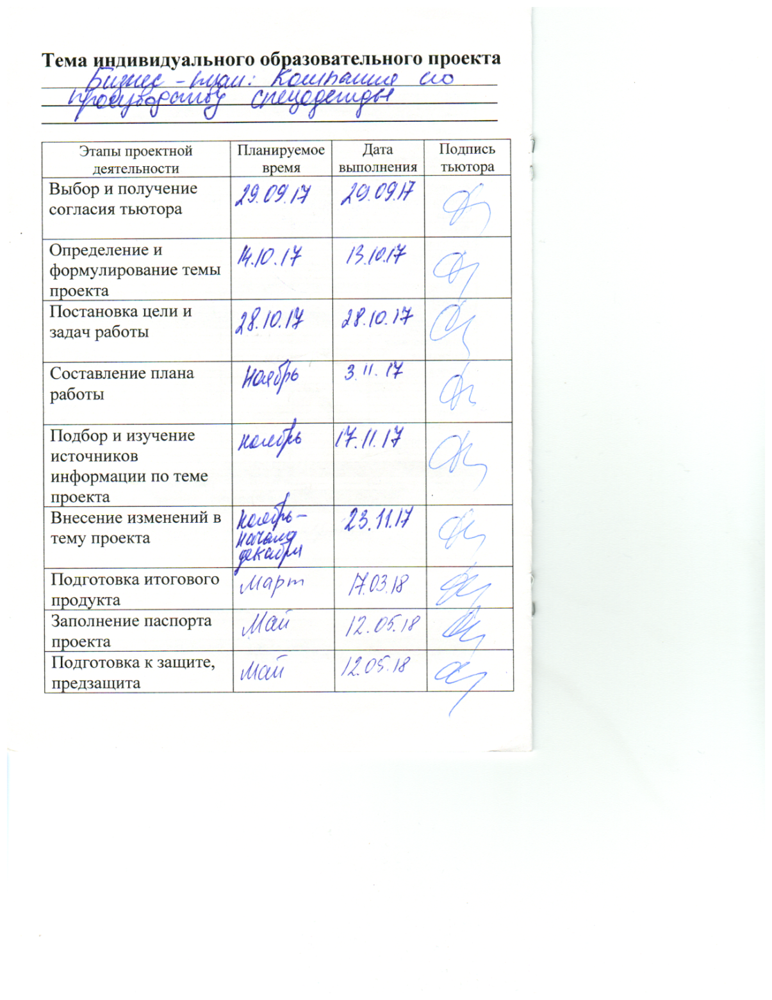 Тема индивидуального образовательного проекта
Бизнес-план: Компания по
производству спецодежды
Этапы проектной деятельности
Планируемое время
Дата выполнения
Подпись тьютора
Выбор и получение
согласия тьютора
29.09.17
29.09.17
Определение и
формулирование темы
проекта
14.10.17
13.10.17
Постановка цели и
задач работы
28.10.17
28.10.17
Составление плана
работы
Ноябрь
3.11.17
Подбор и изучение
источников
информации по теме
проекта
ноябрь
17.11.17
Внесение изменений в
тему проекта
ноябрь-
начало
декабря
23.11.17
Подготовка итогового
продукта
Март
17.03.18
Заполнение паспорта
проекта
Май
12.05.18
Подготовка к защите,
предзащита
Май
12.05.18